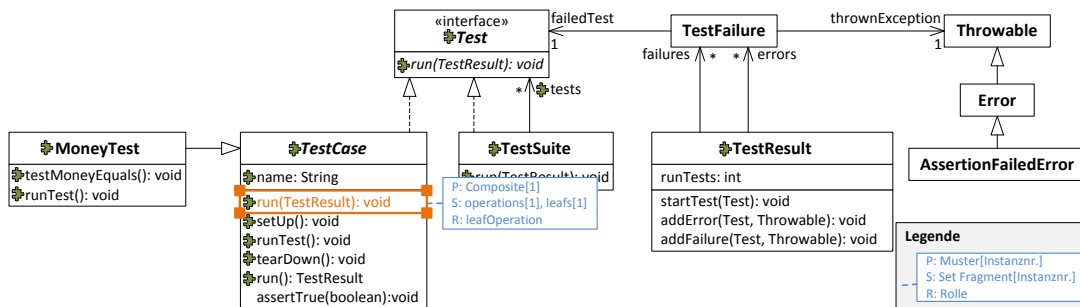 «interface»
Test
run(TestResult): void
failedTest
1
TestFailure
thrownException
1
Throwable
failures
*
*
errors
*
tests
Error
AssertionFailedError
MoneyTest
testMoneyEquals(): void
runTest(): void
TestCase
name: String
run(TestResult): void
setUp(): void
runTest(): void
tearDown(): void
run(): TestResult
assertTrue(boolean):void
TestSuite
run(TestResult): void
P: Composite[1]
S: operations[1], leafs[1]
R: leafOperation
TestResult
runTests: int
startTest(Test): void
addError(Test, Throwable): void
addFailure(Test, Throwable): void
Legende
P: Muster[Instanznr.]
S: Set Fragment[Instanznr.]
R: Rolle